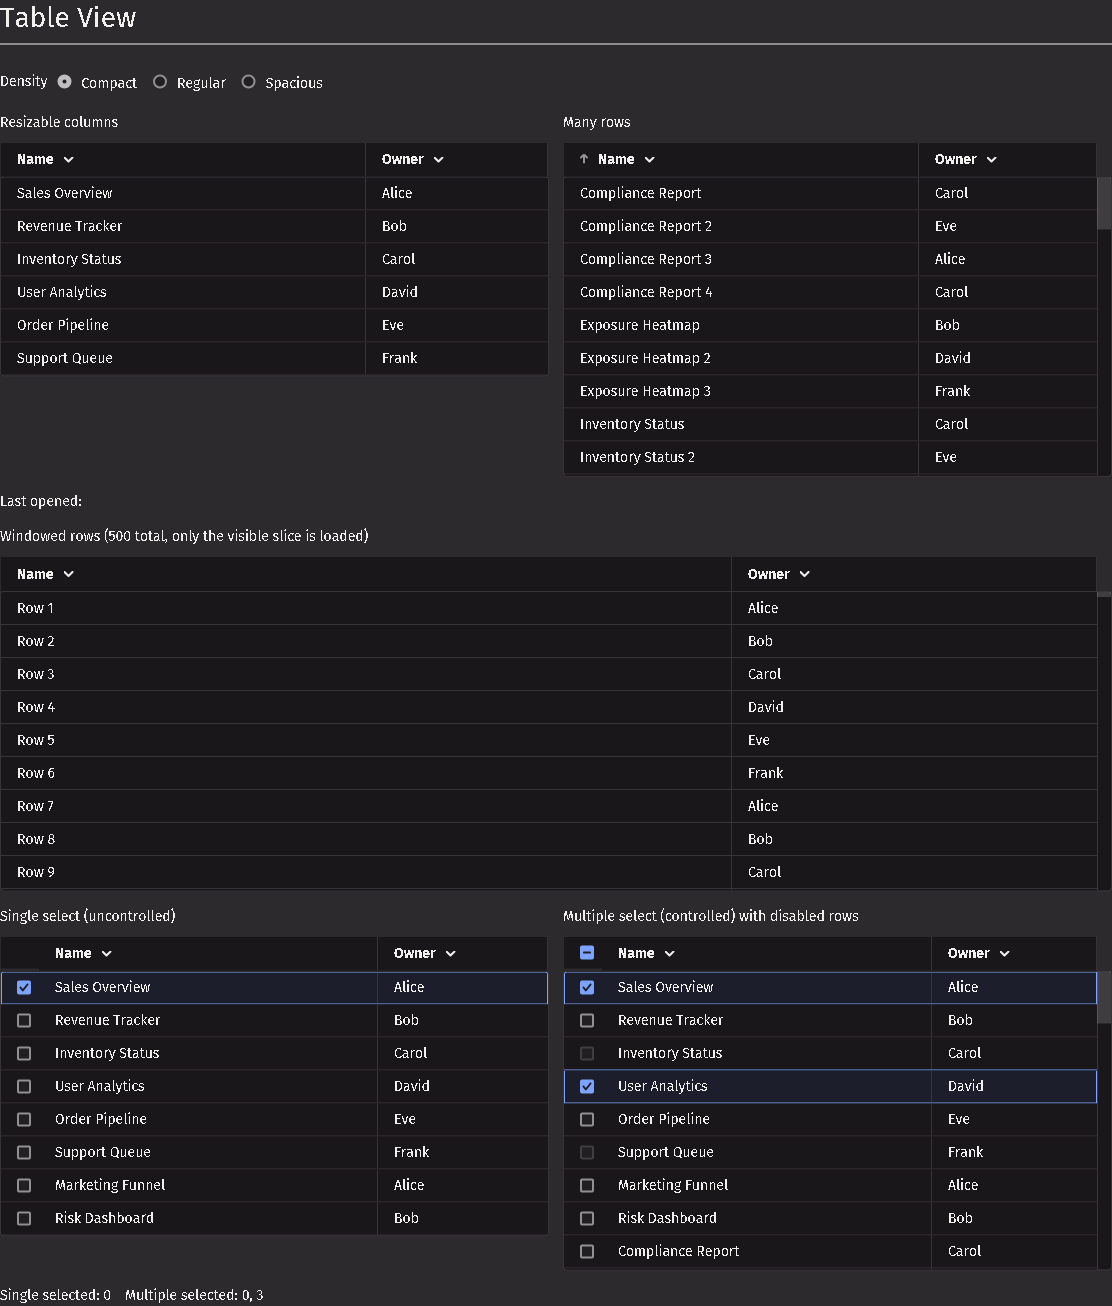 Table View
Density Compact Regular Spacious
Resizable columns
Name Owner
Sales Overview Alice
Revenue Tracker Bob
Inventory Status Carol
User Analytics David
Order Pipeline Eve
Support Queue Frank
Many rows
↑ Name Owner
Compliance Report Carol
Compliance Report 2 Eve
Compliance Report 3 Alice
Compliance Report 4 Carol
Exposure Heatmap Bob
Exposure Heatmap 2 David
Exposure Heatmap 3 Frank
Inventory Status Carol
Inventory Status 2 Eve
Last opened:
Windowed rows (500 total, only the visible slice is loaded)
Name Owner
Row 1 Alice
Row 2 Bob
Row 3 Carol
Row 4 David
Row 5 Eve
Row 6 Frank
Row 7 Alice
Row 8 Bob
Row 9 Carol
Single select (uncontrolled)
Name Owner
Sales Overview Alice
Revenue Tracker Bob
Inventory Status Carol
User Analytics David
Order Pipeline Eve
Support Queue Frank
Marketing Funnel Alice
Risk Dashboard Bob
Multiple select (controlled) with disabled rows
Name Owner
Sales Overview Alice
Revenue Tracker Bob
Inventory Status Carol
User Analytics David
Order Pipeline Eve
Support Queue Frank
Marketing Funnel Alice
Risk Dashboard Bob
Compliance Report Carol
Single selected: 0 Multiple selected: 0, 3